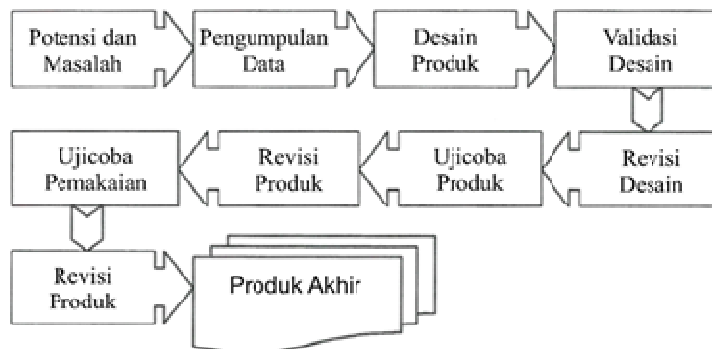 Potensi dan
Masalah
Pengumpulan
Data
Desain
Produk
Validasi
Desain
Revisi
Desain
Ujicoba
Produk
Revisi
Produk
Ujicoba
Pemakaian
Revisi
Produk
Produk Akhir